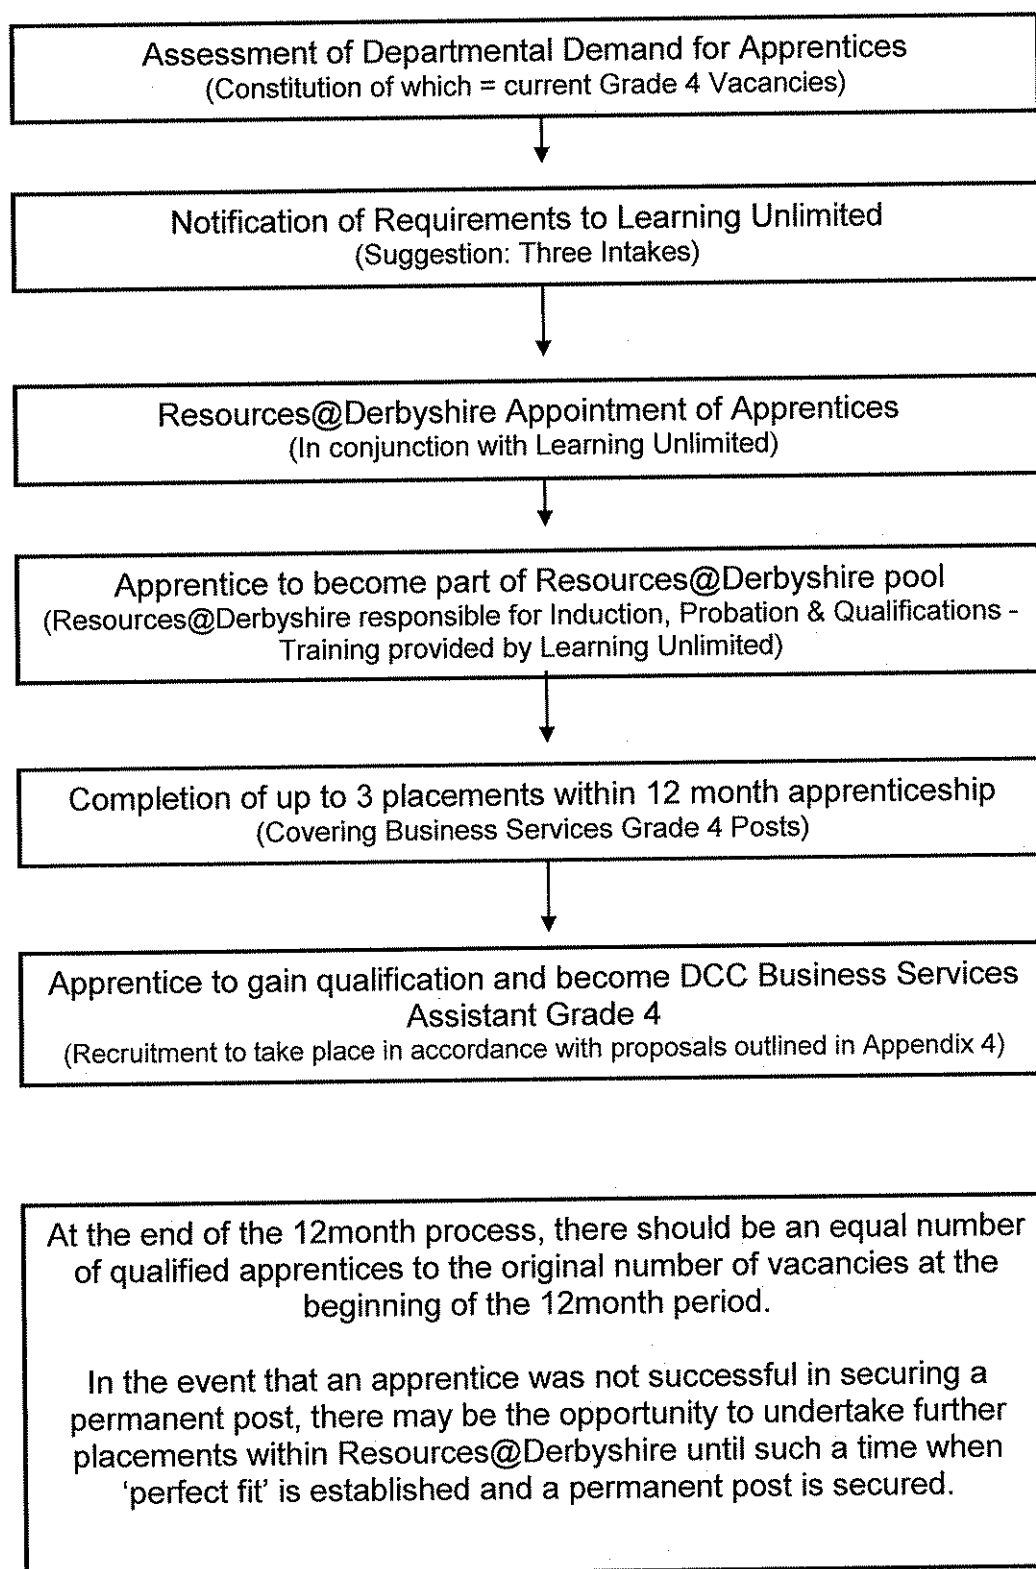 Assessment of Departmental Demand for Apprentices
(Constitution of which = current Grade 4 Vacancies)
Notification of Requirements to Learning Unlimited
(Suggestion: Three Intakes)
Resources@Derbyshire Appointment of Apprentices
(In conjunction with Learning Unlimited)
Apprentice to become part of Resources@Derbyshire pool
(Resources@Derbyshire responsible for Induction, Probation & Qualifications -
Training provided by Learning Unlimited)
Completion of up to 3 placements within 12 month apprenticeship
(Covering Business Services Grade 4 Posts)
Apprentice to gain qualification and become DCC Business Services
Assistant Grade 4
(Recruitment to take place in accordance with proposals outlined in Appendix 4)
At the end of the 12month process, there should be an equal number
of qualified apprentices to the original number of vacancies at the
beginning of the 12month period.
In the event that an apprentice was not successful in securing a
permanent post, there may be the opportunity to undertake further
placements within Resources@Derbyshire until such a time when
‘perfect fit’ is established and a permanent post is secured.